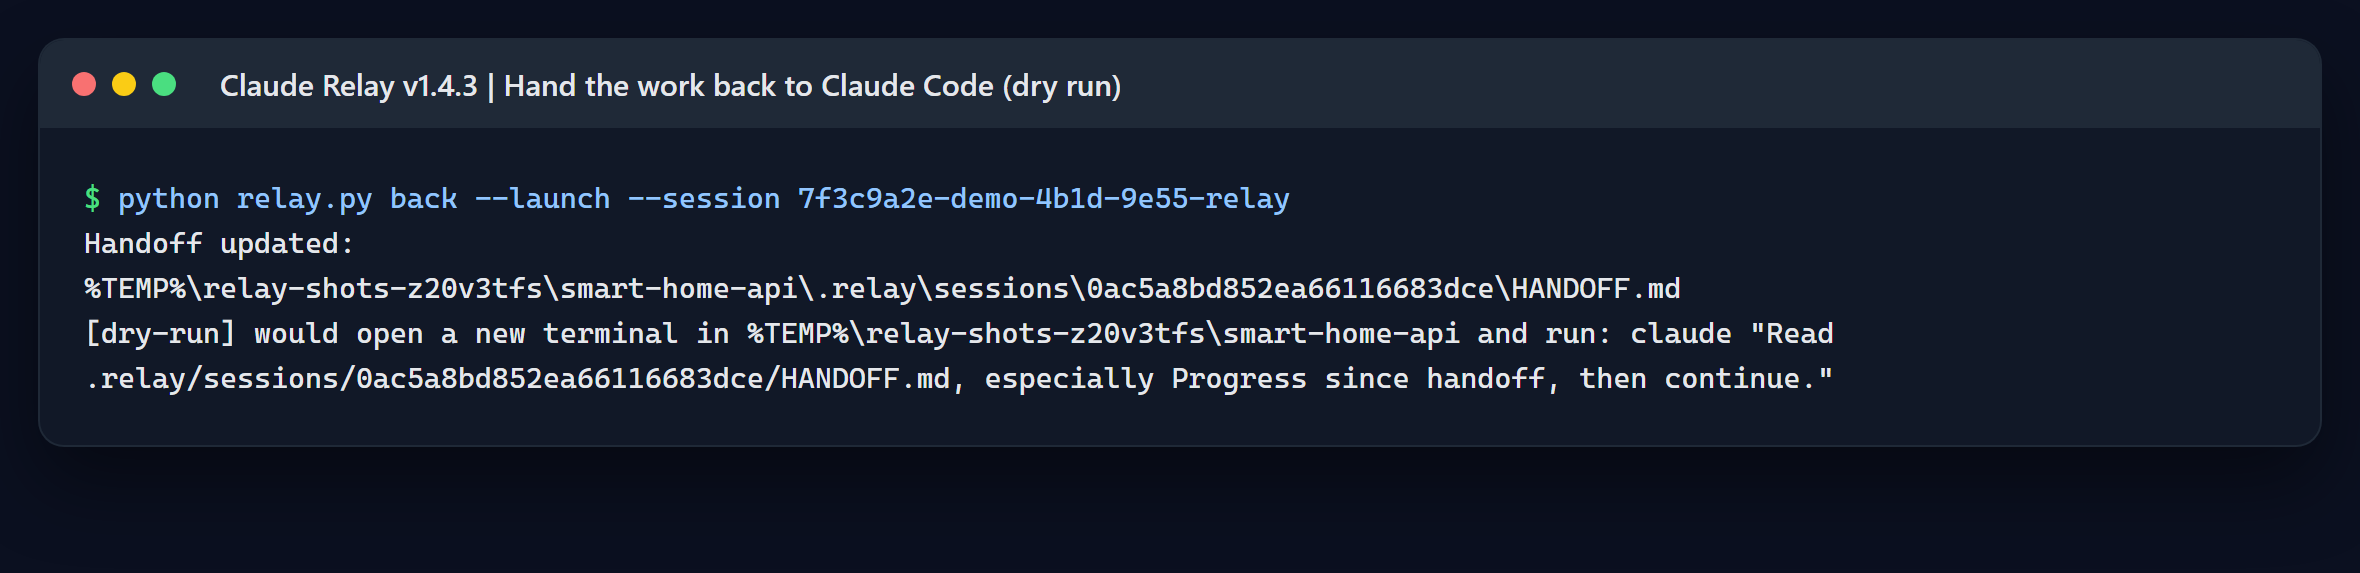 Claude Relay v1.4.3 | Hand the work back to Claude Code (dry run)
$ python relay.py back --launch --session 7f3c9a2e-demo-4b1d-9e55-relay
Handoff updated:
%TEMP%\relay-shots-z20v3tfs\smart-home-api\.relay\sessions\0ac5a8bd852ea66116683dce\HANDOFF.md
[dry-run] would open a new terminal in %TEMP%\relay-shots-z20v3tfs\smart-home-api and run: claude "Read
.relay/sessions/0ac5a8bd852ea66116683dce/HANDOFF.md, especially Progress since handoff, then continue."